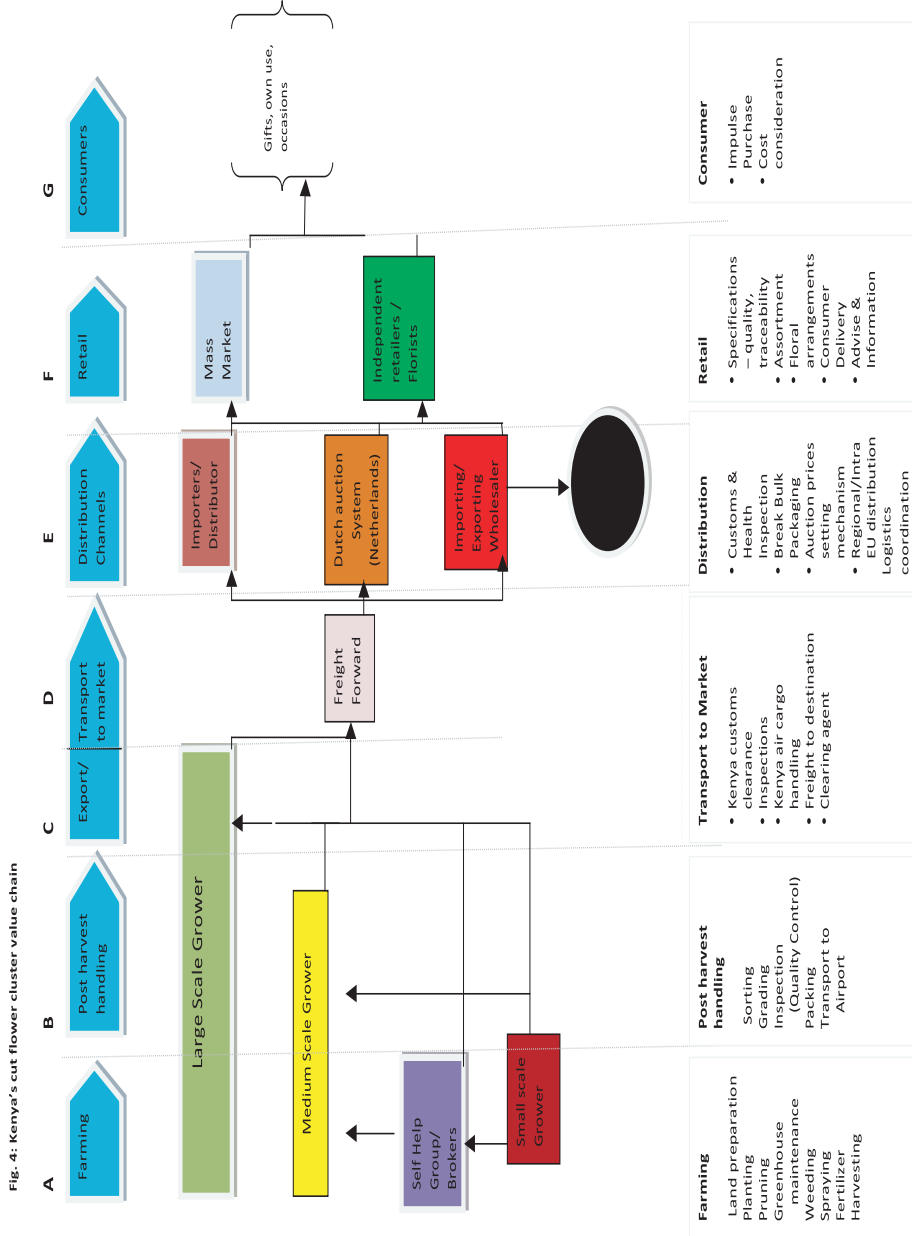 Fig. 4: Kenya's cut flower cluster value chain
A
B
C
D
E
F
G
Farming
Post harvest
handling
Export/
Transport
to market
Distribution
Channels
Retail
Consumers
Large Scale Grower
Medium Scale Grower
Self Help
Group/
Brokers
Small scale
Grower
Freight
Forward
Importers/
Distributor
Dutch auction
System
(Netherlands)
Importing/
Exporting
Wholesaler
Mass
Market
Independent
retailers /
Florists
Gifts, own use,
occasions
Farming
Land preparation
Planting
Pruning
Greenhouse
maintenance
Weeding
Spraying
Fertilizer
Harvesting
Post harvest
handling
Sorting
Grading
Inspection
(Quality Control)
Packing
Transport to
Airport
Transport to Market
• Kenya customs
clearance
• Inspections
• Kenya air cargo
handling
• Freight to destination
• Clearing agent
Distribution
• Customs &
Health
Inspection
• Break Bulk
Packaging
• Auction prices
setting
mechanism
• Regional/Intra
EU distribution
Logistics
coordination
Retail
• Specifications
– quality,
traceability
• Assortment
• Floral
arrangements
• Consumer
Delivery
• Advise &
Information
Consumer
• Impulse
Purchase
• Cost
consideration